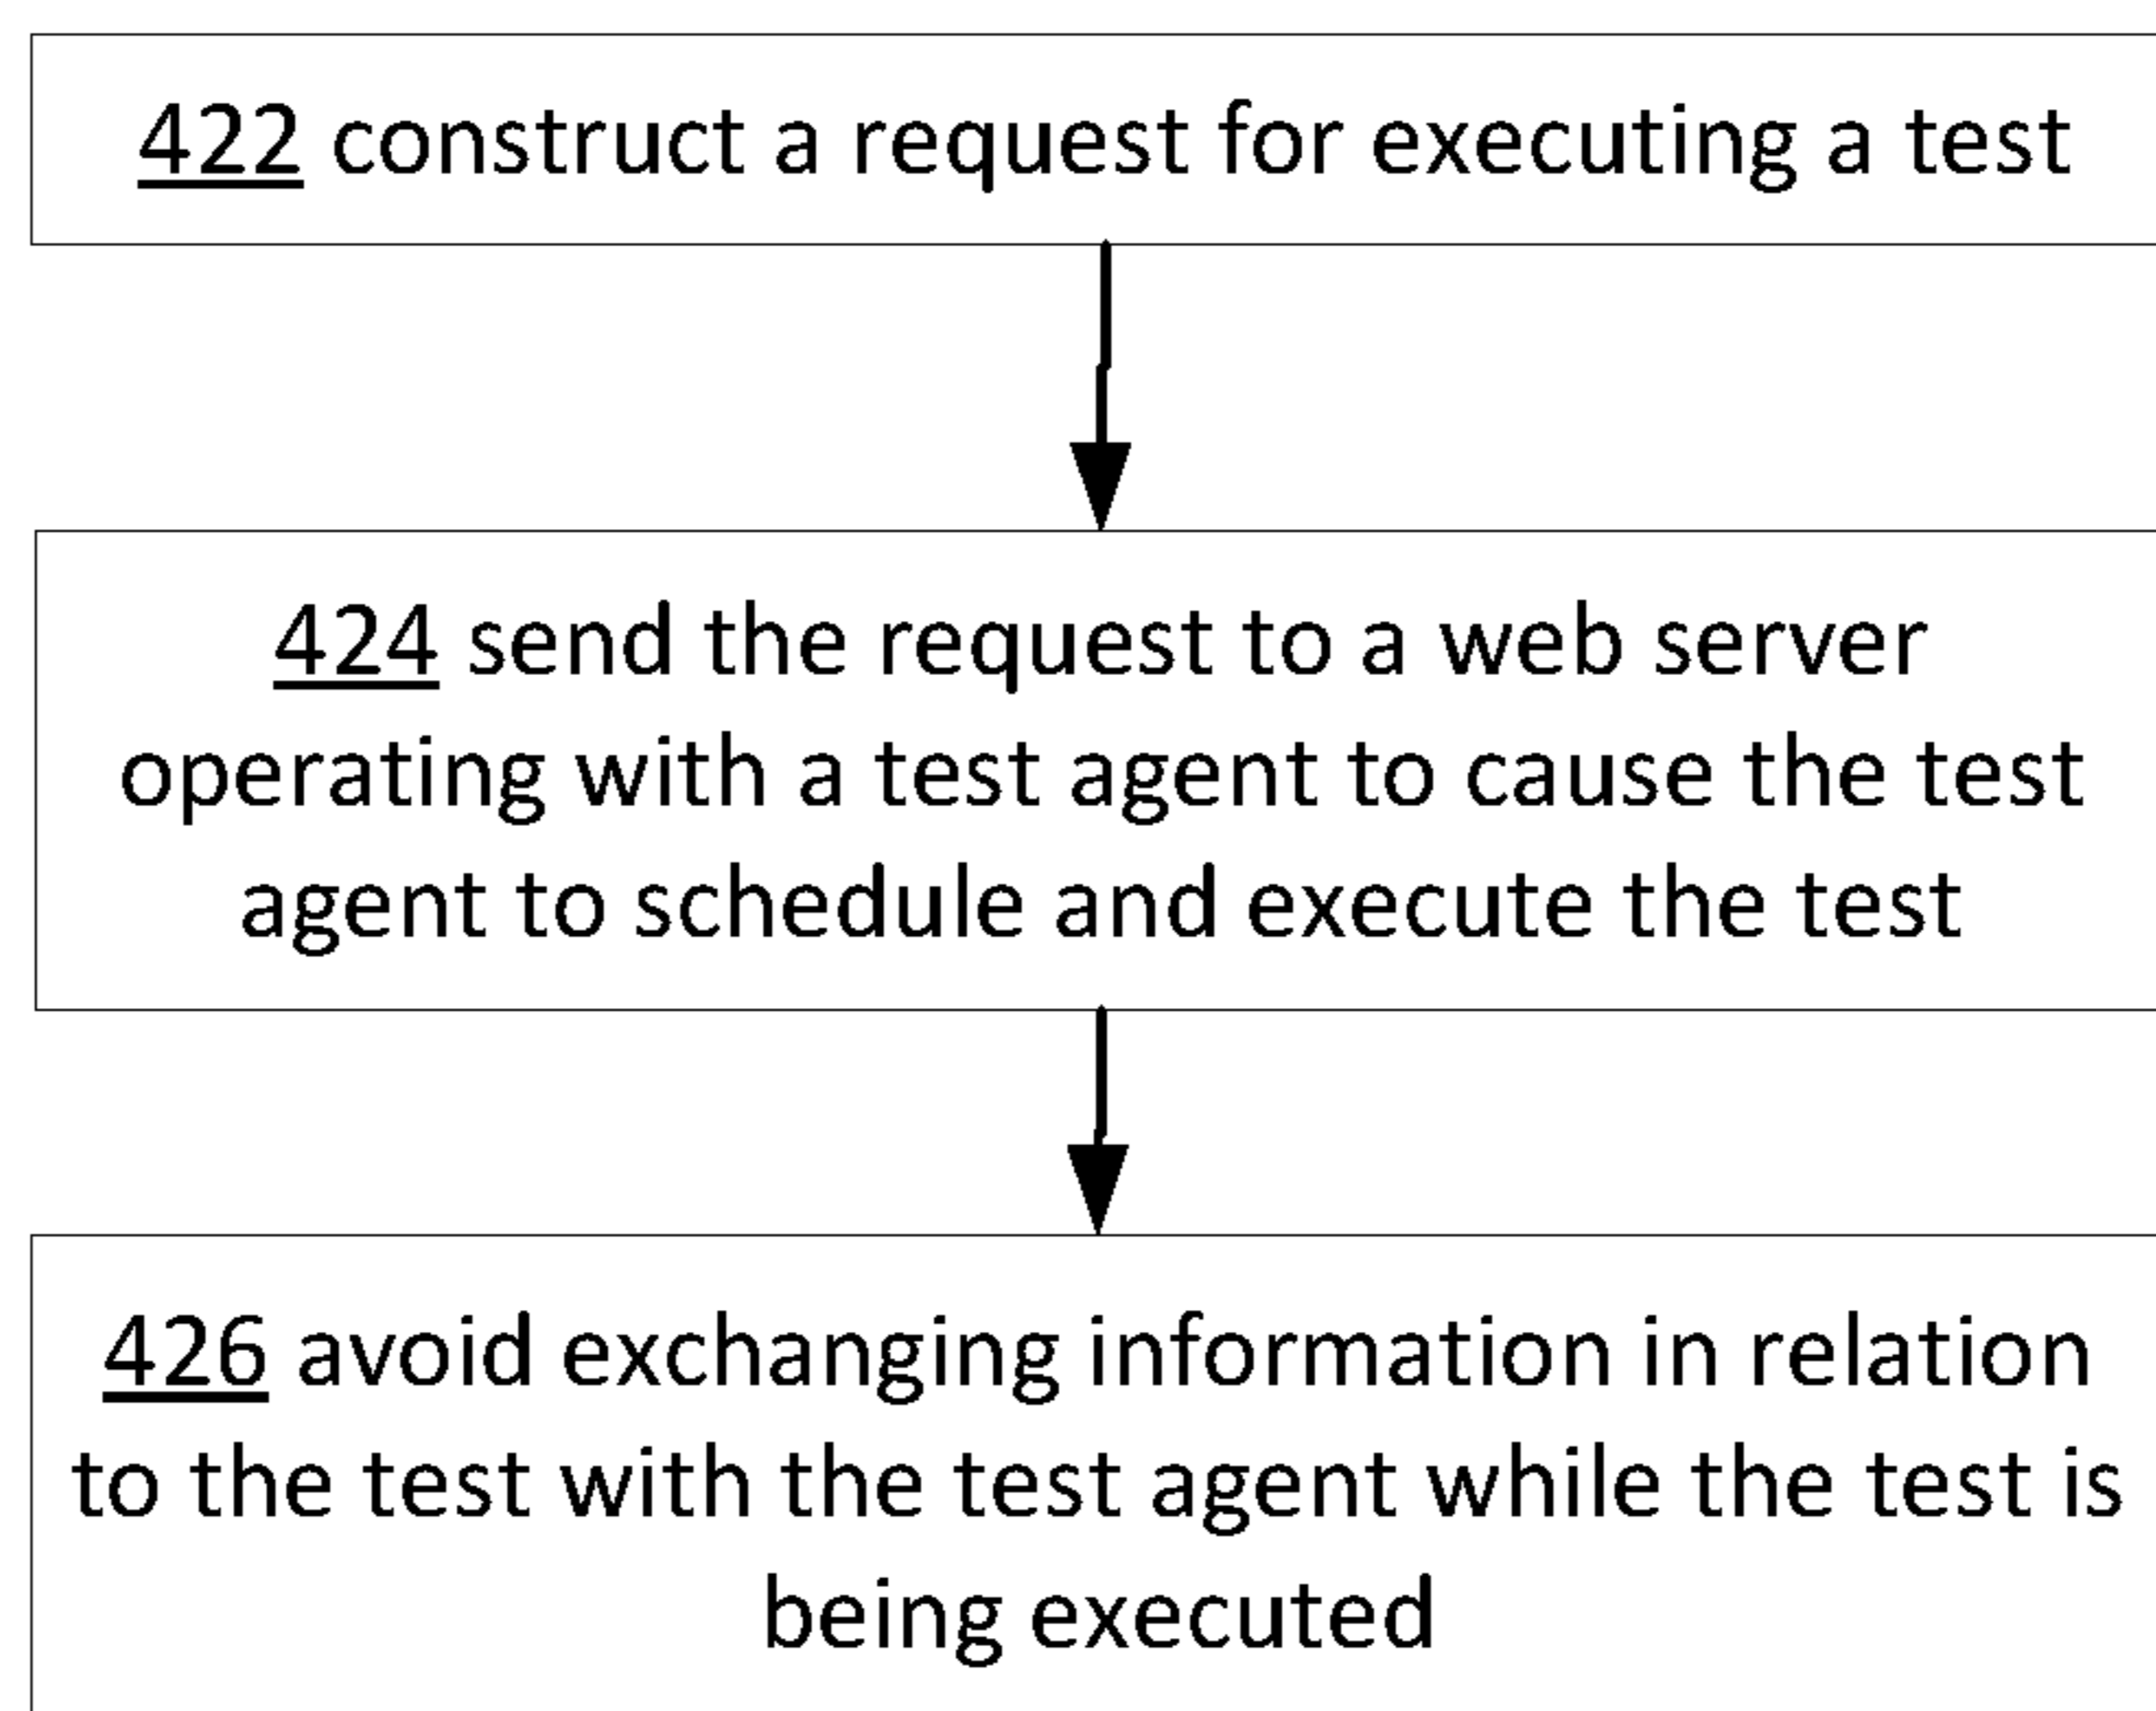 422 construct a request for executing a test
424 send the request to a web server
operating with a test agent to cause the test
agent to schedule and execute the test
426 avoid exchanging information in relation
to the test with the test agent while the test is
being executed